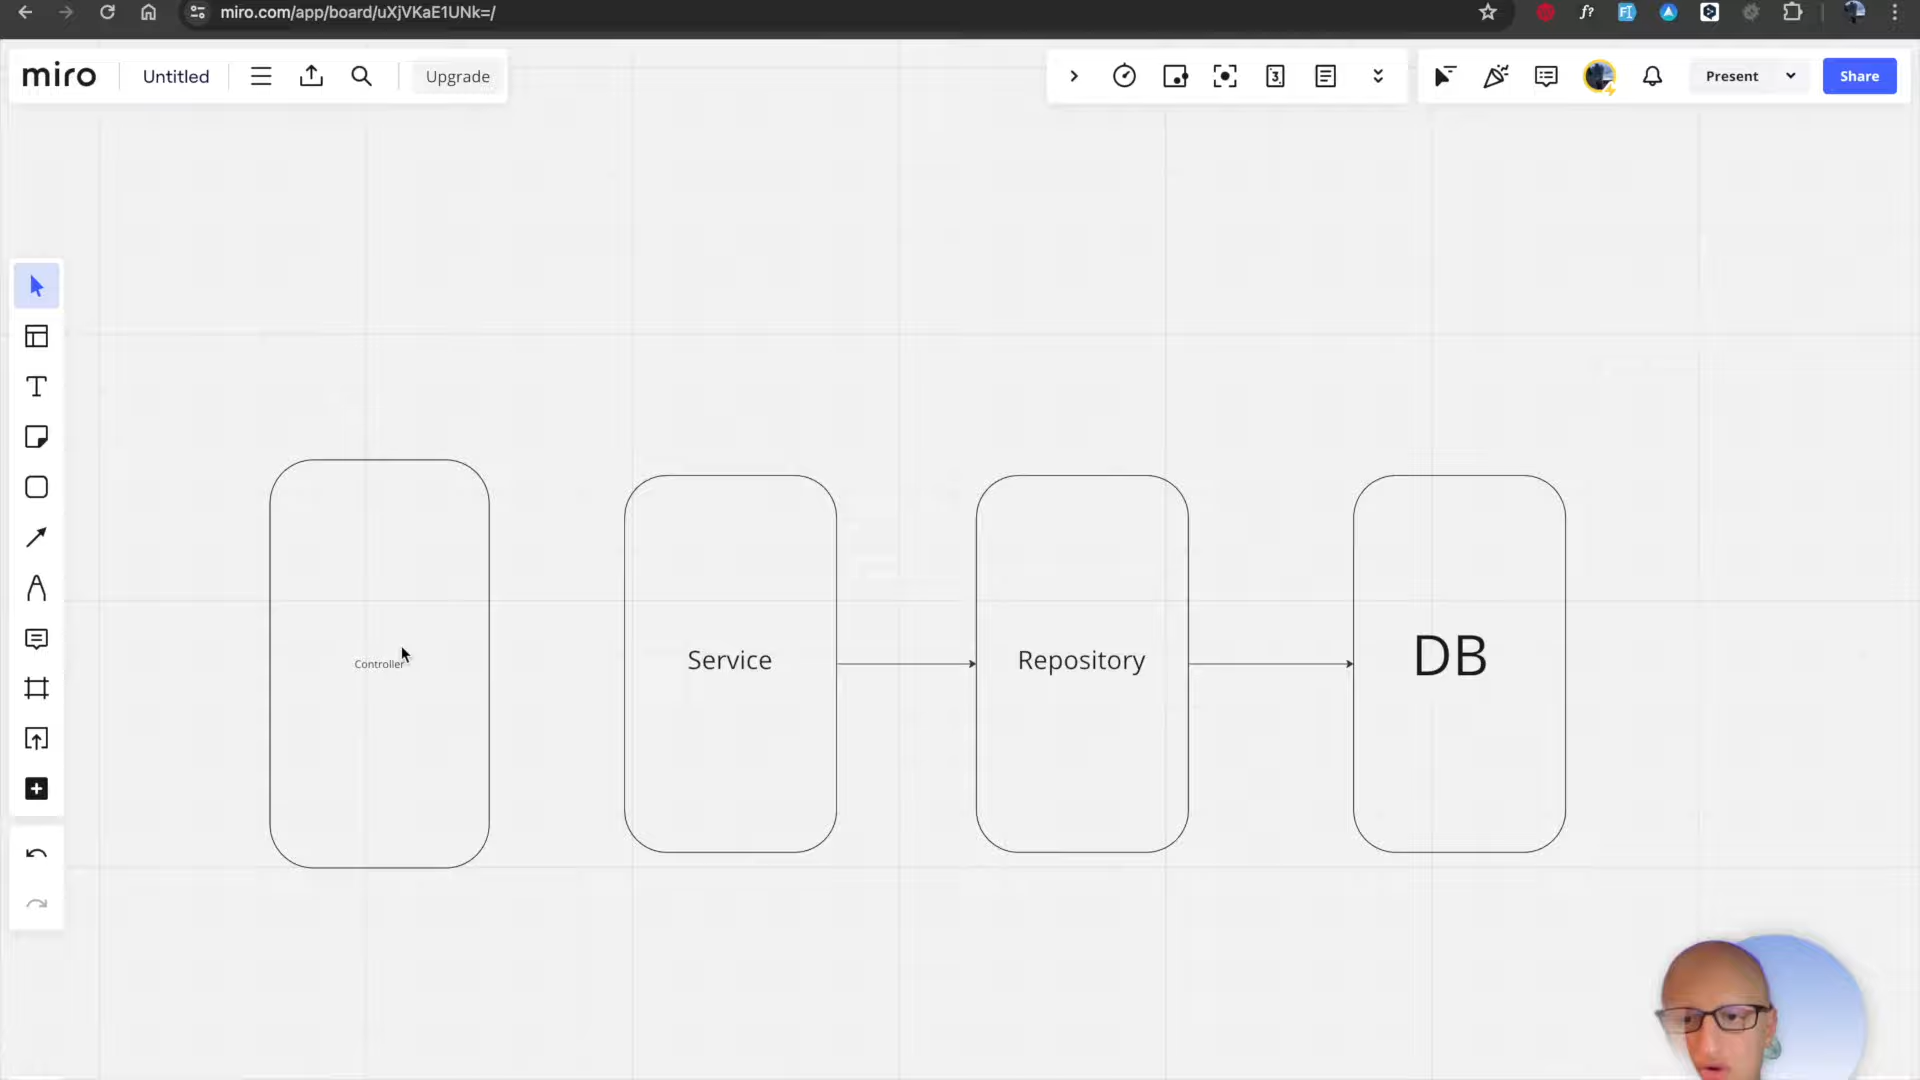 miro.com/app/board/uXjVKaE1UNk=/
miro
Untitled
Upgrade
Present
Share
Controller
Service
Repository
DB